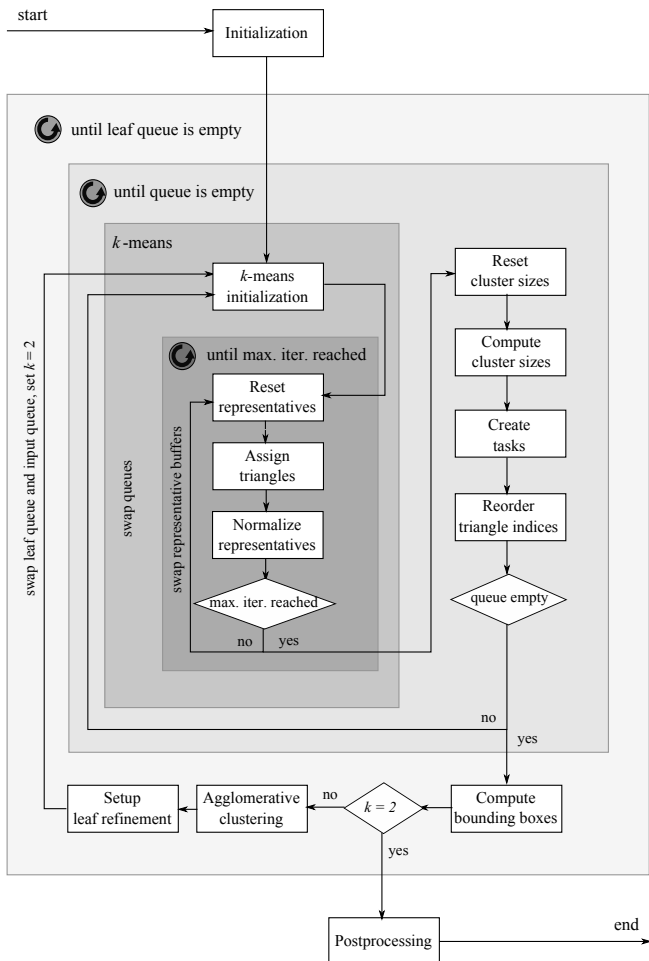 start
Initialization
until leaf queue is empty
until queue is empty
k-means
k-means
initialization
Reset
cluster sizes
until max. iter. reached
Compute
cluster sizes
Reset
representatives
swap leaf queue and input queue, set k = 2
swap queues
swap representative buffers
Assign
triangles
Create
tasks
Normalize
representatives
Reorder
triangle indices
max. iter. reached
queue empty
no
yes
no
yes
Setup
leaf refinement
Agglomerative
clustering
no
k = 2
Compute
bounding boxes
yes
Postprocessing
end